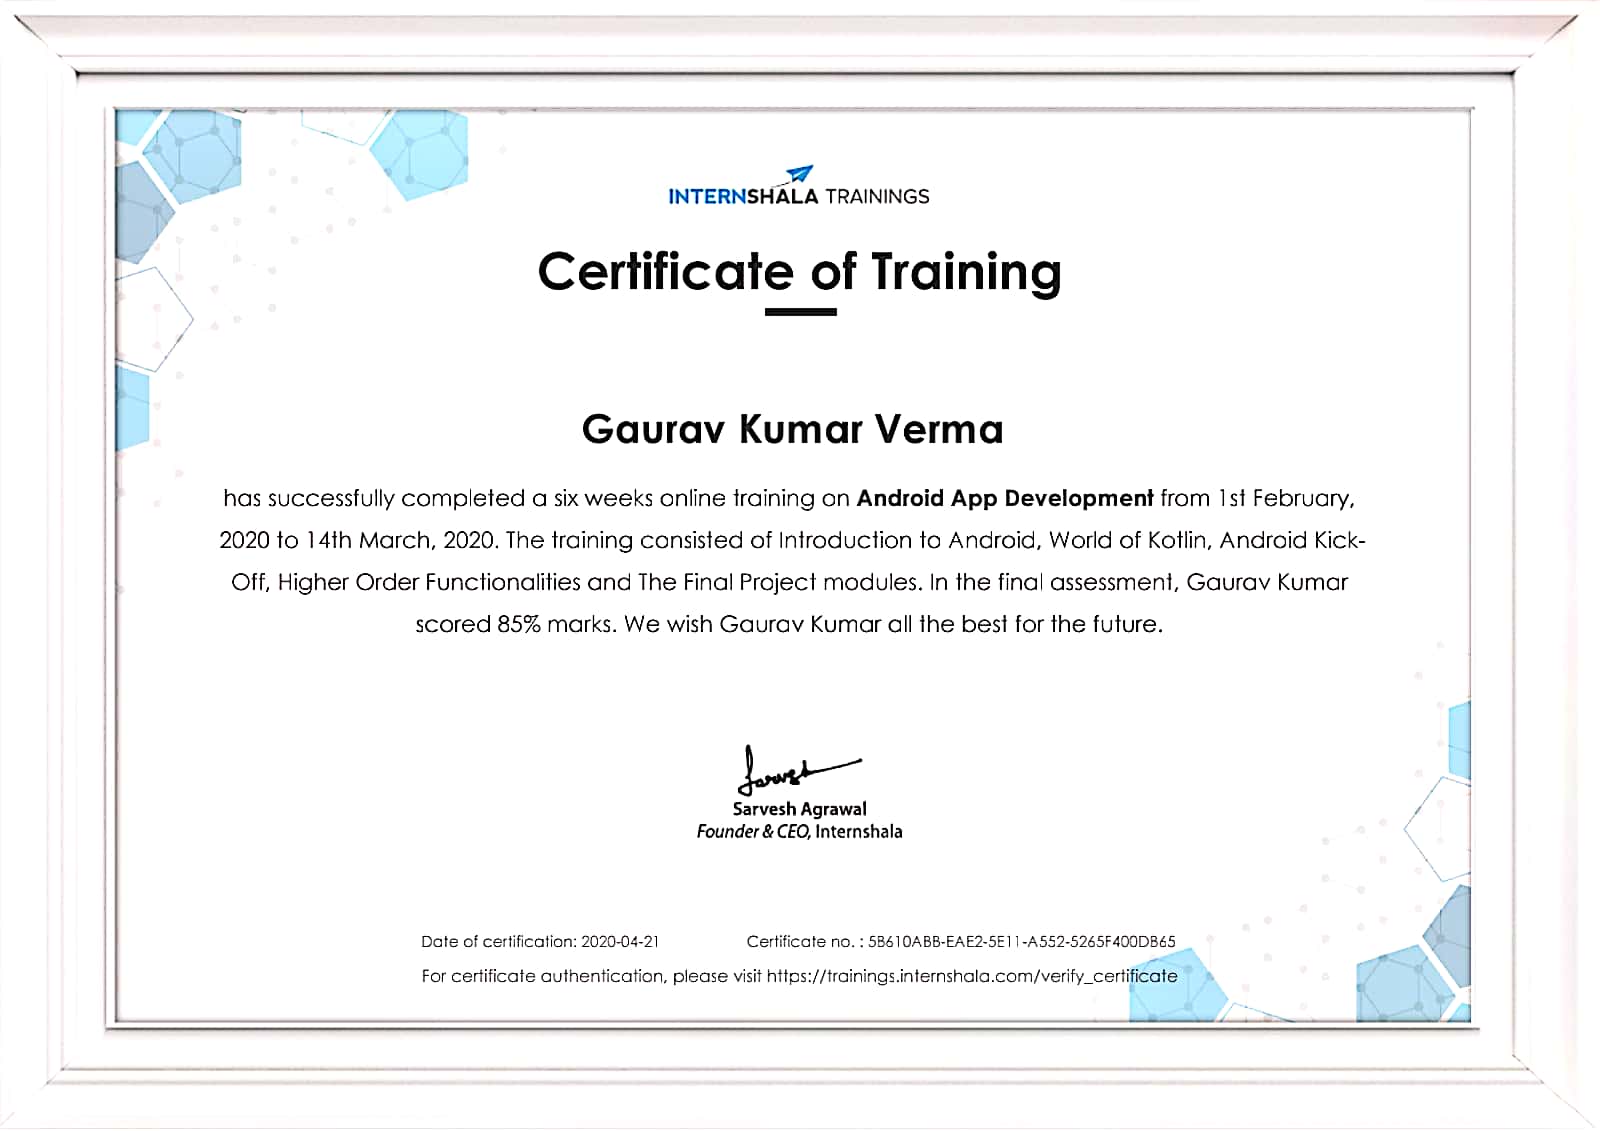 INTERNSHALA TRAININGS
Certificate of Training
Gaurav Kumar Verma
has successfully completed a six weeks online training on Android App Development from 1st February,
2020 to 14th March, 2020. The training consisted of Introduction to Android, World of Kotlin, Android Kick-
Off, Higher Order Functionalities and The Final Project modules. In the final assessment, Gaurav Kumar
scored 85% marks. We wish Gaurav Kumar all the best for the future.
Sarvesh
Sarvesh Agrawal
Founder & CEO, Internshala
Date of certification: 2020-04-21 Certificate no. : 5B610ABB-EAE2-5E11-A552-5265F400DB65
For certificate authentication, please visit https://trainings.internshala.com/verify_certificate